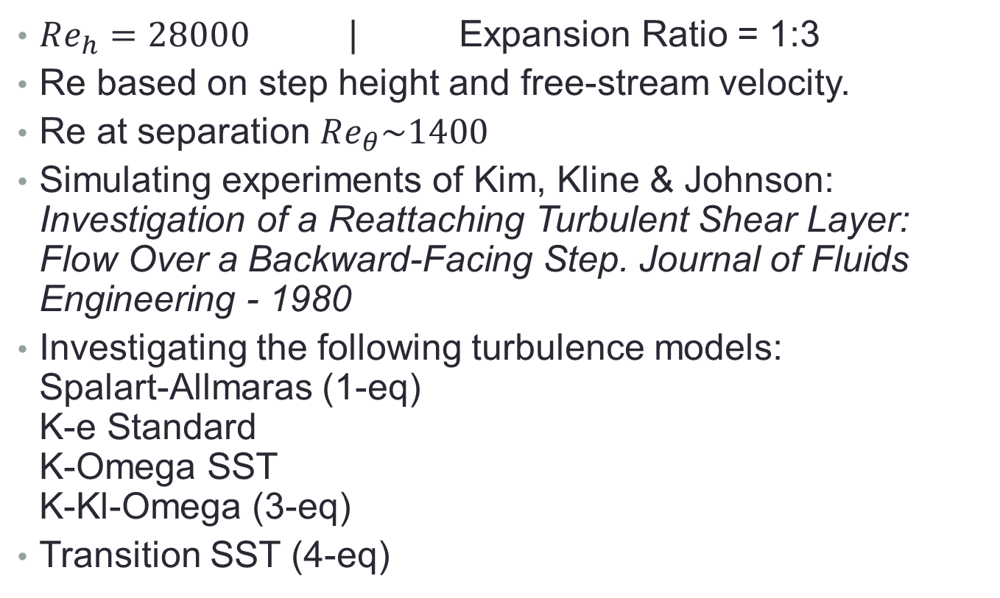 • Re_h = 28000 | Expansion Ratio = 1:3
• Re based on step height and free-stream velocity.
• Re at separation Re_θ~1400
• Simulating experiments of Kim, Kline & Johnson:
Investigation of a Reattaching Turbulent Shear Layer:
Flow Over a Backward-Facing Step. Journal of Fluids
Engineering - 1980
• Investigating the following turbulence models:
Spalart-Allmaras (1-eq)
K-e Standard
K-Omega SST
K-Kl-Omega (3-eq)
• Transition SST (4-eq)